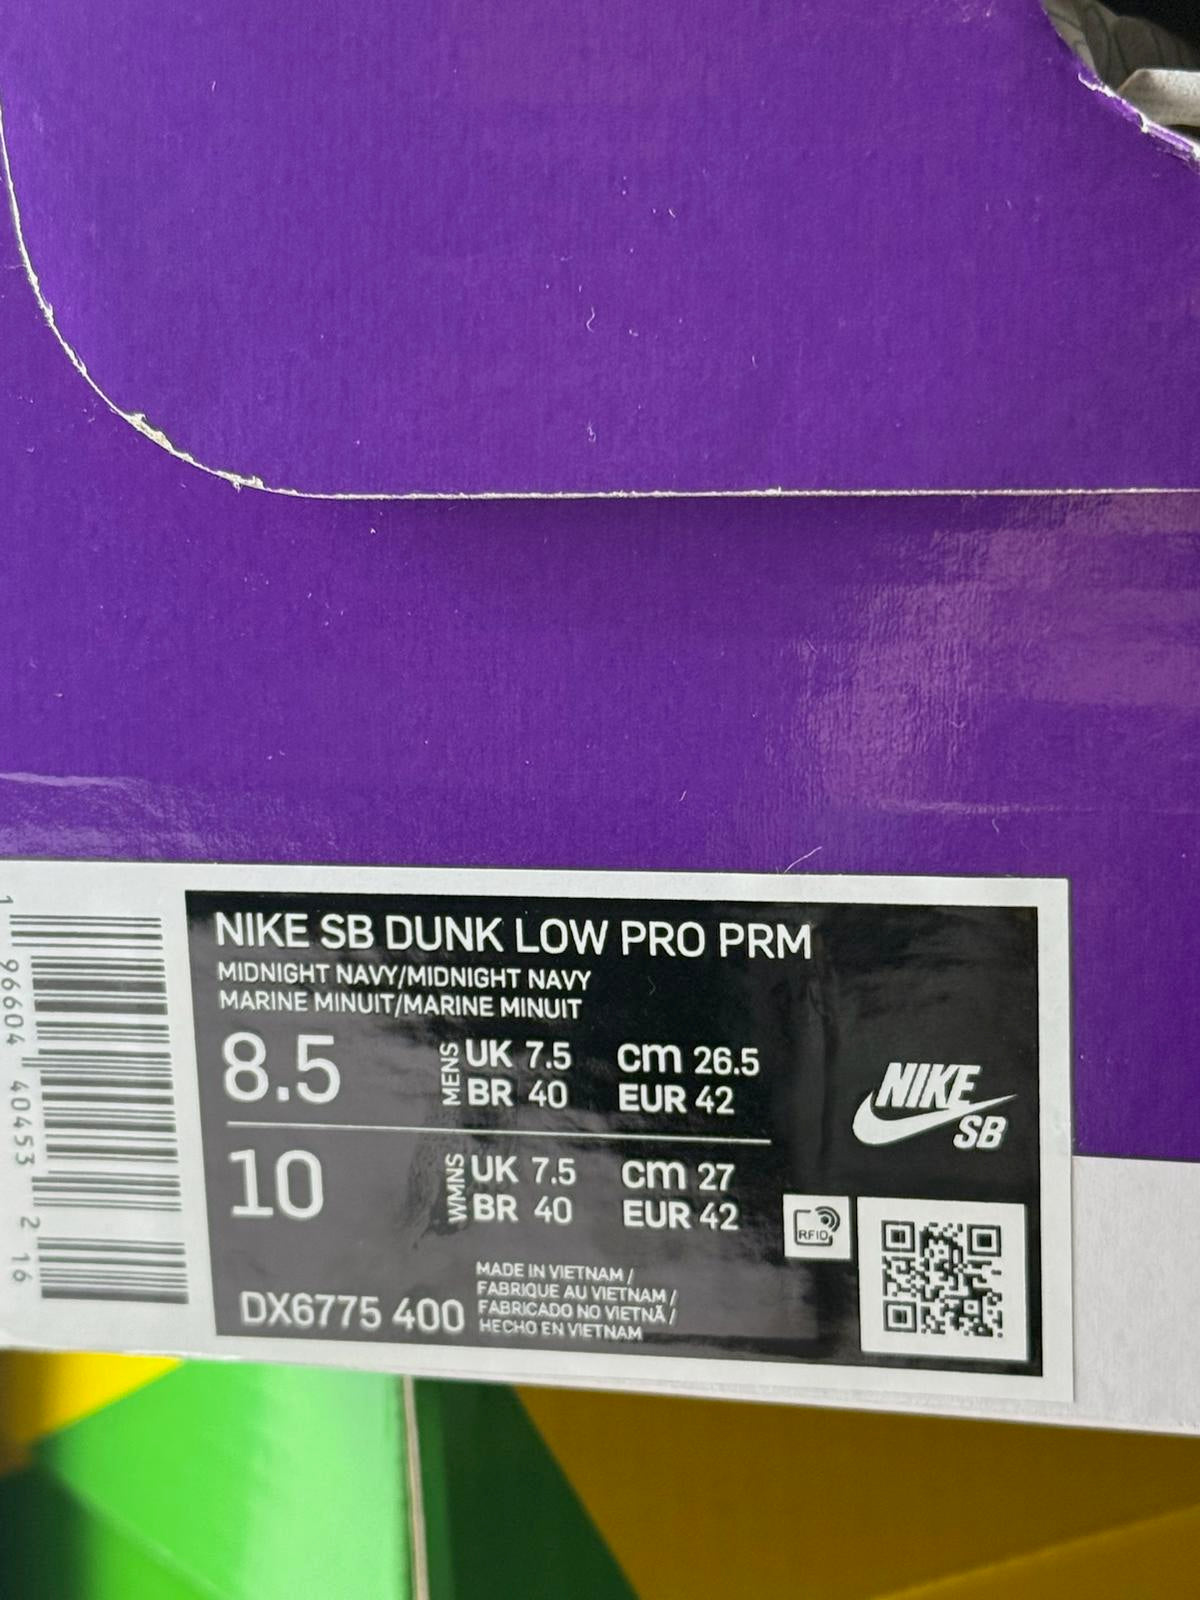 NIKE SB DUNK LOW PRO PRM
MIDNIGHT NAVY/MIDNIGHT NAVY
MARINE MINUIT/MARINE MINUIT
8.5 MENS UK 7.5 cm 26.5
BR 40 EUR 42
10 WMNS UK 7.5 cm 27
BR 40 EUR 42
NIKE
SB
RFID
DX6775 400
MADE IN VIETNAM /
FABRIQUE AU VIETNAM /
FABRICADO NO VIETNÃ /
HECHO EN VIETNAM
1 96604 40453 2 16